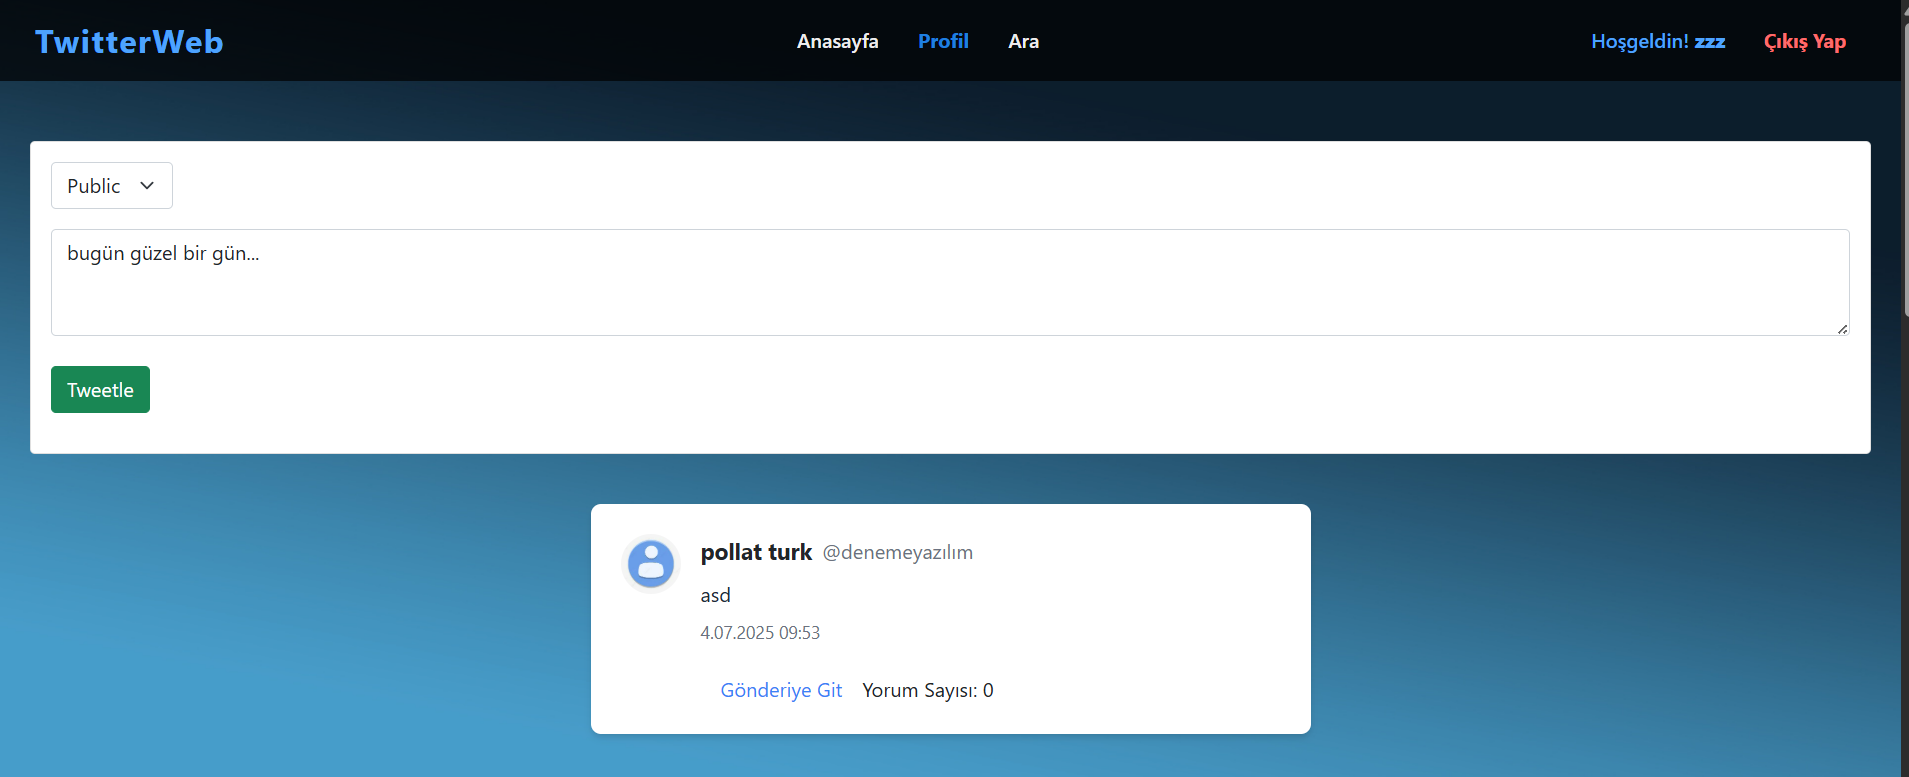 TwitterWeb Anasayfa Profil Ara Hoşgeldin! zzz Çıkış Yap
Public
bugün güzel bir gün...
Tweetle
pollat turk @denemeyazılım
asd
4.07.2025 09:53
Gönderiye Git Yorum Sayısı: 0